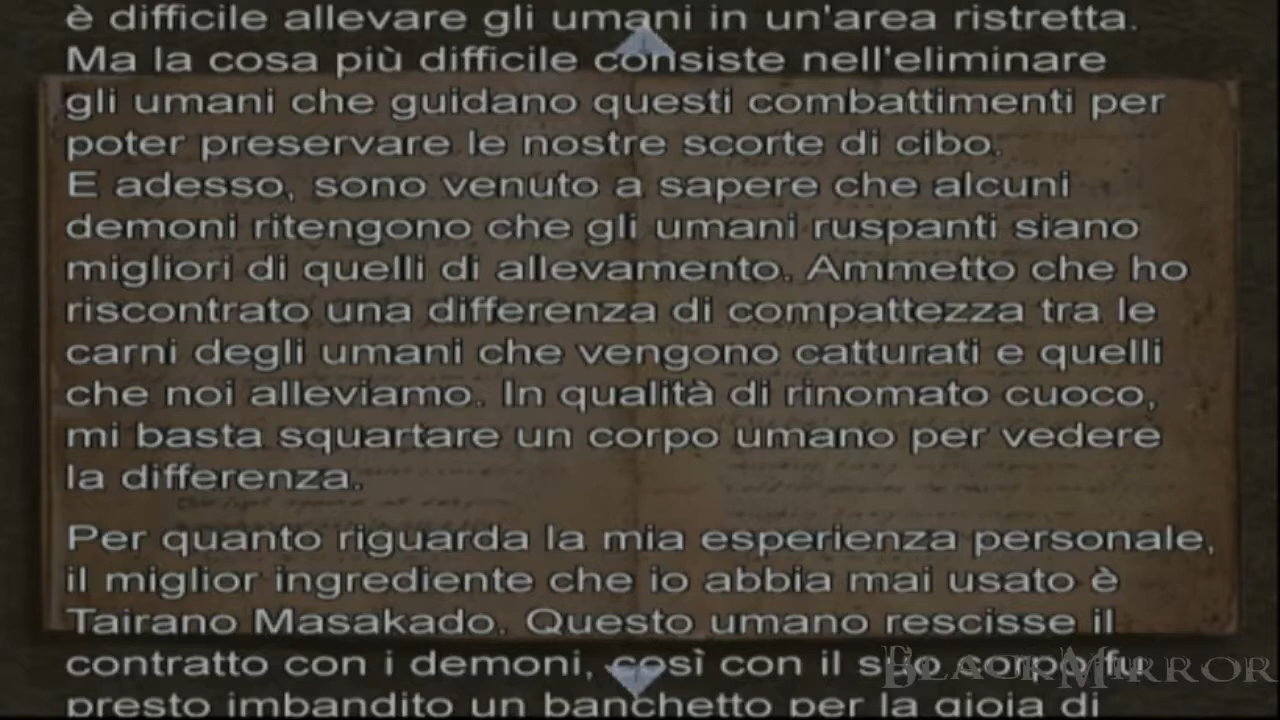 è difficile allevare gli umani in un'area ristretta.
Ma la cosa più difficile consiste nell'eliminare
gli umani che guidano questi combattimenti per
poter preservare le nostre scorte di cibo.
E adesso, sono venuto a sapere che alcuni
demoni ritengono che gli umani ruspanti siano
migliori di quelli di allevamento. Ammetto che ho
riscontrato una differenza di compattezza tra le
carni degli umani che vengono catturati e quelli
che noi alleviamo. In qualità di rinomato cuoco,
mi basta squartare un corpo umano per vedere
la differenza.
Per quanto riguarda la mia esperienza personale,
il miglior ingrediente che io abbia mai usato è
Tairano Masakado. Questo umano rescisse il
contratto con i demoni, così con il suo corpo fu
presto imbandito un banchetto per la gioia di
BlackMirror